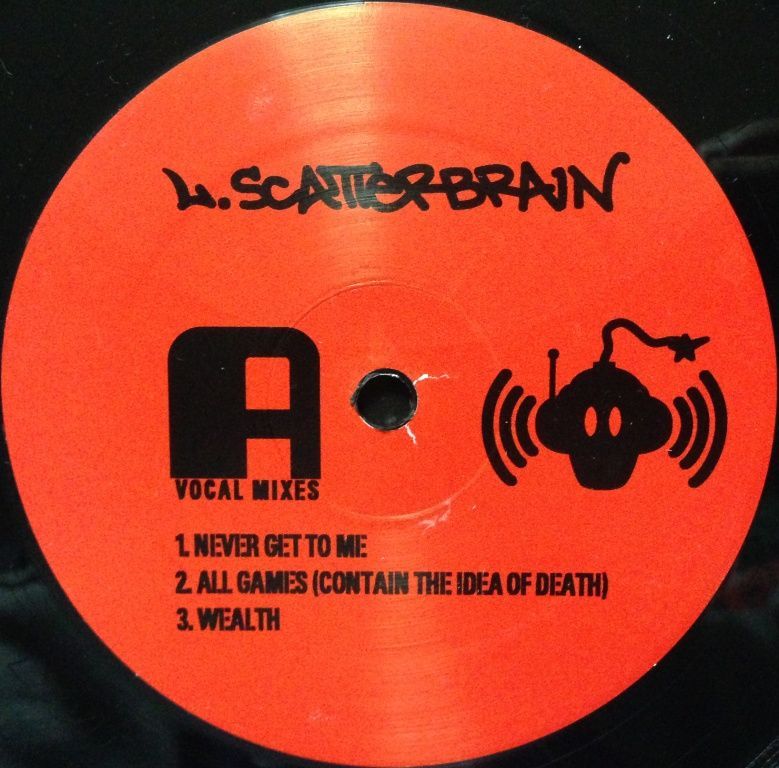 L. SCATTERBRAIN
A
VOCAL MIXES
1. NEVER GET TO ME
2. ALL GAMES (CONTAIN THE IDEA OF DEATH)
3. WEALTH